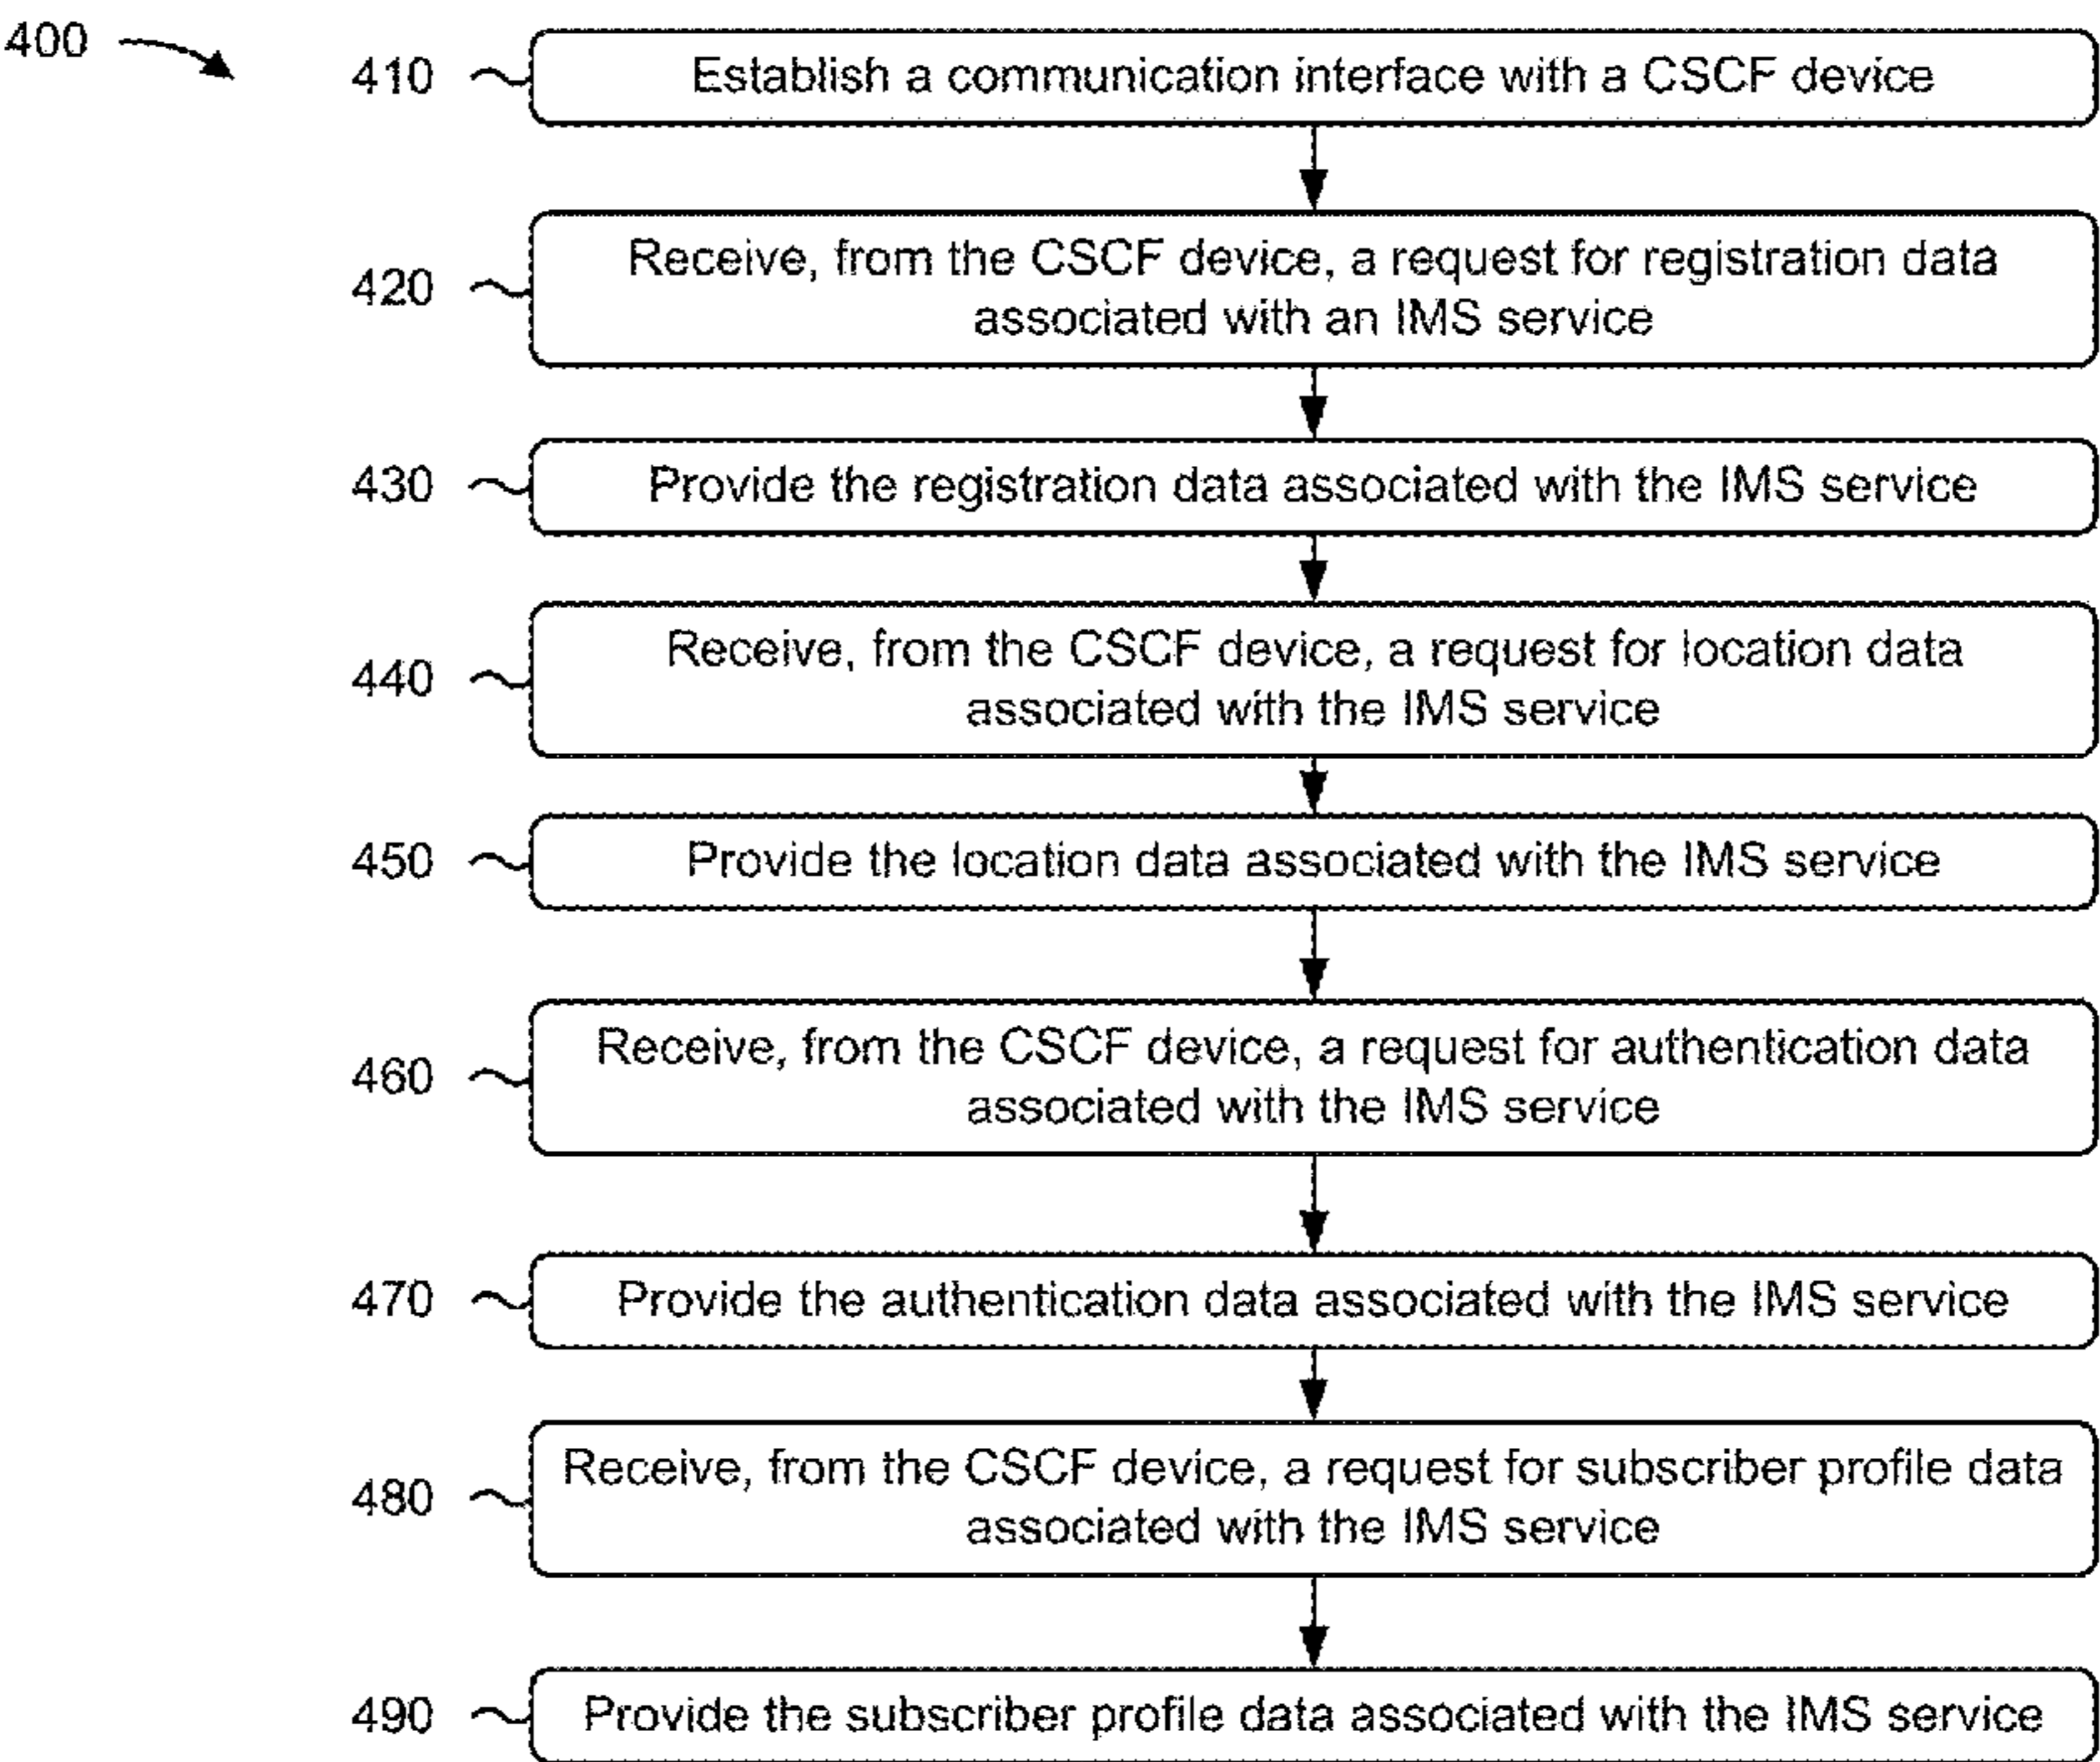 400
410 Establish a communication interface with a CSCF device
420 Receive, from the CSCF device, a request for registration data
associated with an IMS service
430 Provide the registration data associated with the IMS service
440 Receive, from the CSCF device, a request for location data
associated with the IMS service
450 Provide the location data associated with the IMS service
460 Receive, from the CSCF device, a request for authentication data
associated with the IMS service
470 Provide the authentication data associated with the IMS service
480 Receive, from the CSCF device, a request for subscriber profile data
associated with the IMS service
490 Provide the subscriber profile data associated with the IMS service